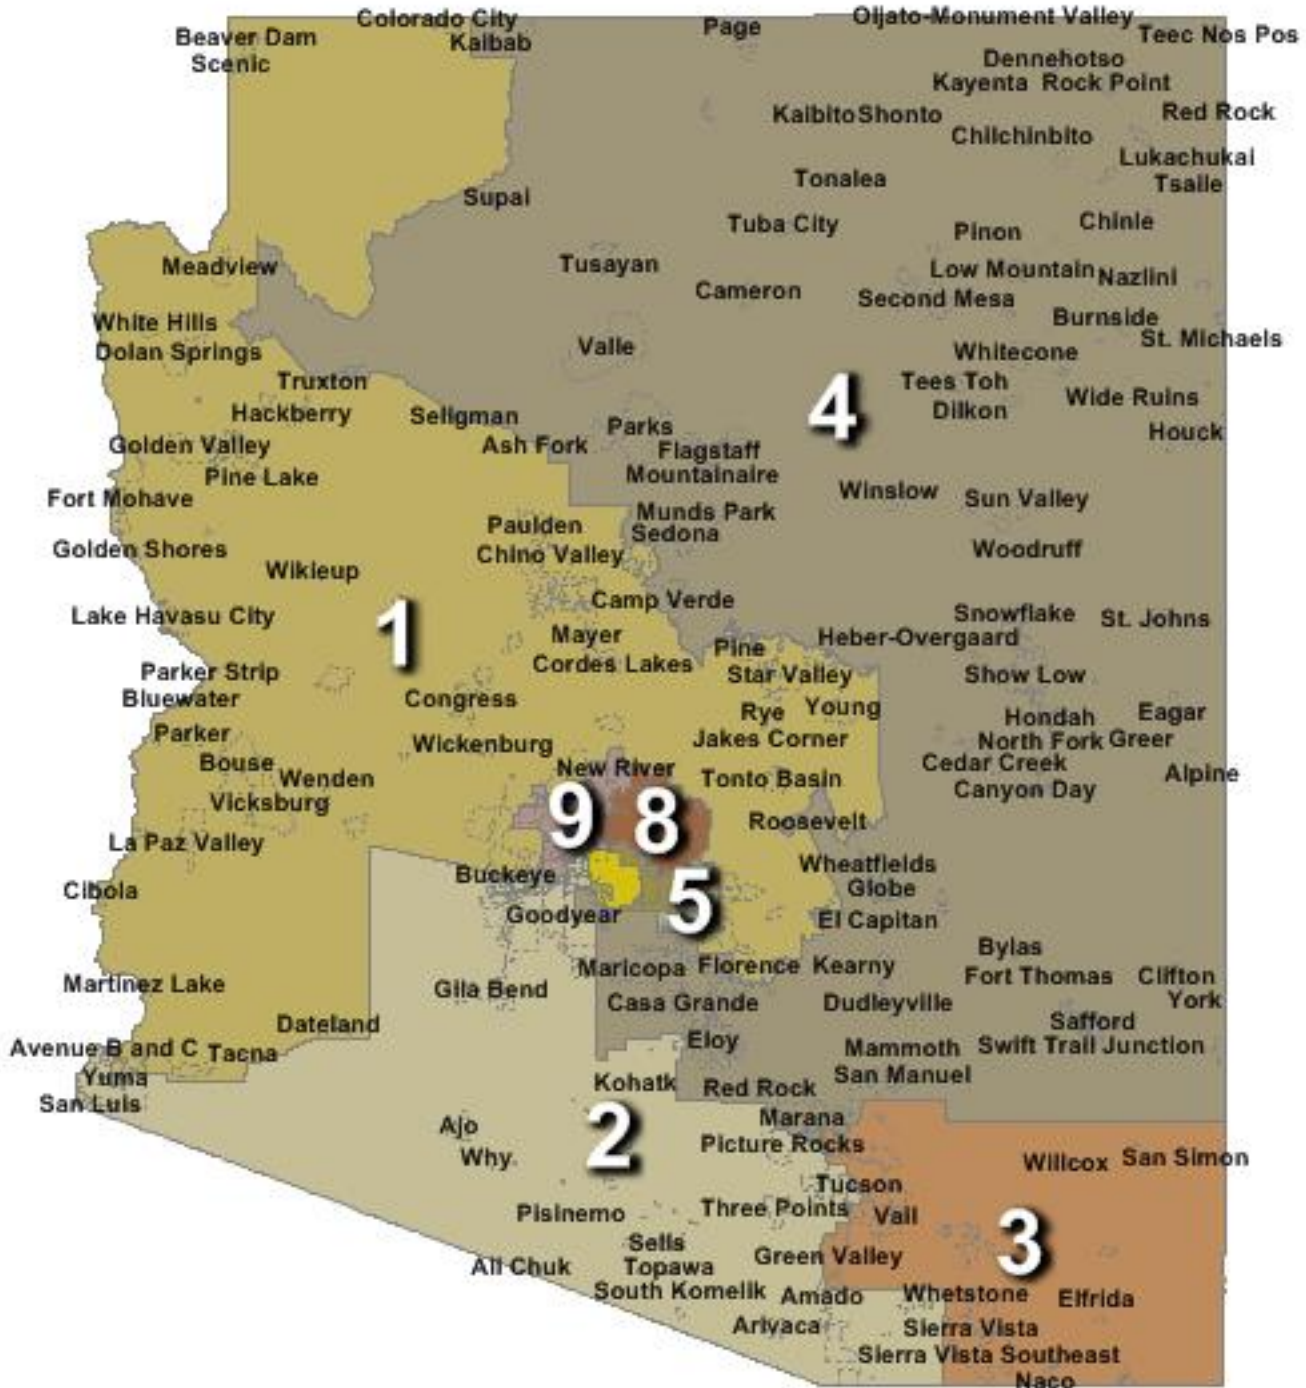 Colorado City
Oljato-Monument Valley
Page
Teec Nos Pos
Beaver Dam
Kaibab
Scenic
Dennehotso
Kayenta Rock Point
Kaibito Shonto
Red Rock
Chilchinbito
Lukachukai
Tonalea
Tsaile
Supai
Tuba City
Chinle
Pinon
Meadview
Tusayan
Low Mountain
Nazlini
Cameron
Second Mesa
White Hills
Burnside
St. Michaels
Dolan Springs
Valle
Whitecone
Truxton
Tees Toh
4
Wide Ruins
Hackberry
Seligman
Dilkon
Parks
Houck
Golden Valley
Ash Fork
Flagstaff
Pine Lake
Mountainaire
Fort Mohave
Winslow
Sun Valley
Paulden
Munds Park
Sedona
Golden Shores
Chino Valley
Woodruff
Wikieup
Camp Verde
Lake Havasu City
1
Snowflake
St. Johns
Mayer
Pine
Heber-Overgaard
Cordes Lakes
Parker Strip
Star Valley
Show Low
Bluewater
Congress
Rye
Young
Hondah
Eagar
Parker
Wickenburg
Jakes Corner
North Fork
Greer
Bouse
New River
Cedar Creek
Wenden
Tonto Basin
Alpine
Vicksburg
Canyon Day
9
8
Roosevelt
La Paz Valley
Wheatfields
Buckeye
Globe
Cibola
5
Goodyear
El Capitan
Bylas
Maricopa
Florence
Kearny
Fort Thomas
Clifton
Martinez Lake
Gila Bend
Casa Grande
Dudleyville
York
Dateland
Safford
Avenue B and C
Tacna
Eloy
Mammoth
Swift Trail Junction
Yuma
Kohatk
Red Rock
San Manuel
San Luis
Ajo
2
Marana
Picture Rocks
Why
Willcox
San Simon
Tucson
Pisinemo
Three Points
Vail
3
Sells
Green Valley
Ali Chuk
Topawa
South Komelik
Amado
Whetstone
Elfrida
Arivaca
Sierra Vista
Sierra Vista Southeast
Naco